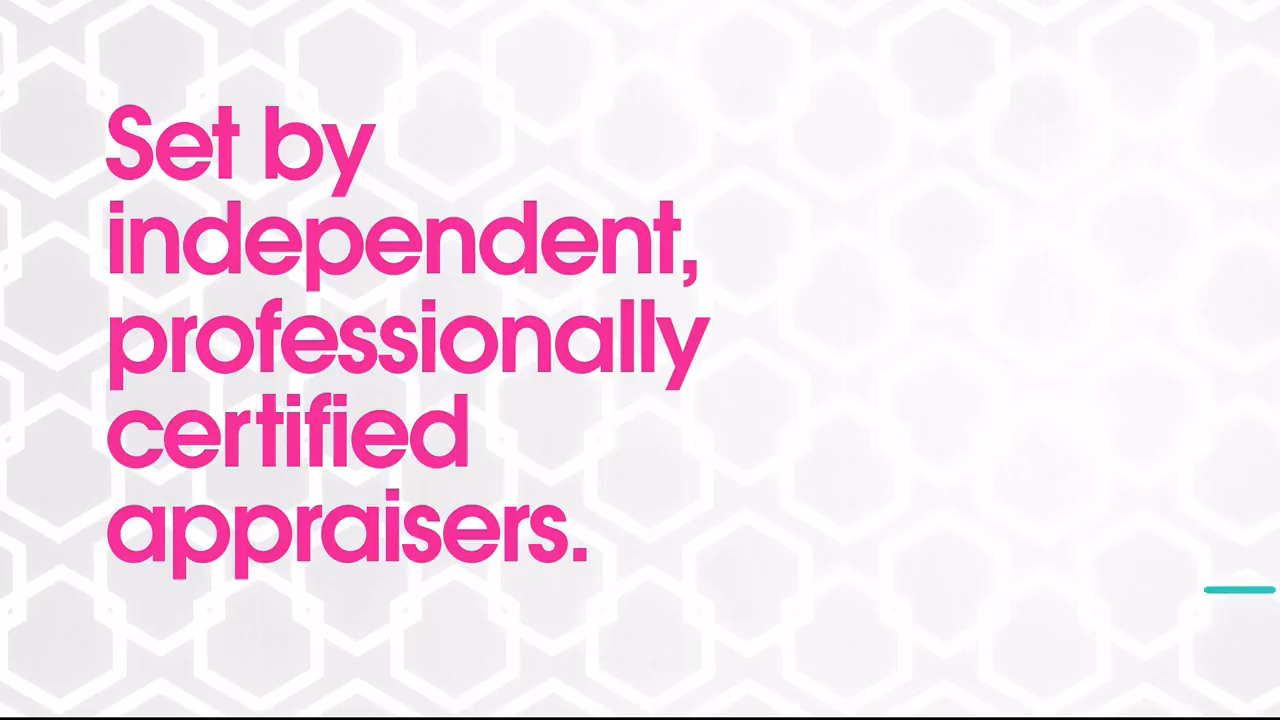 Set by
independent,
professionally
certified
appraisers.